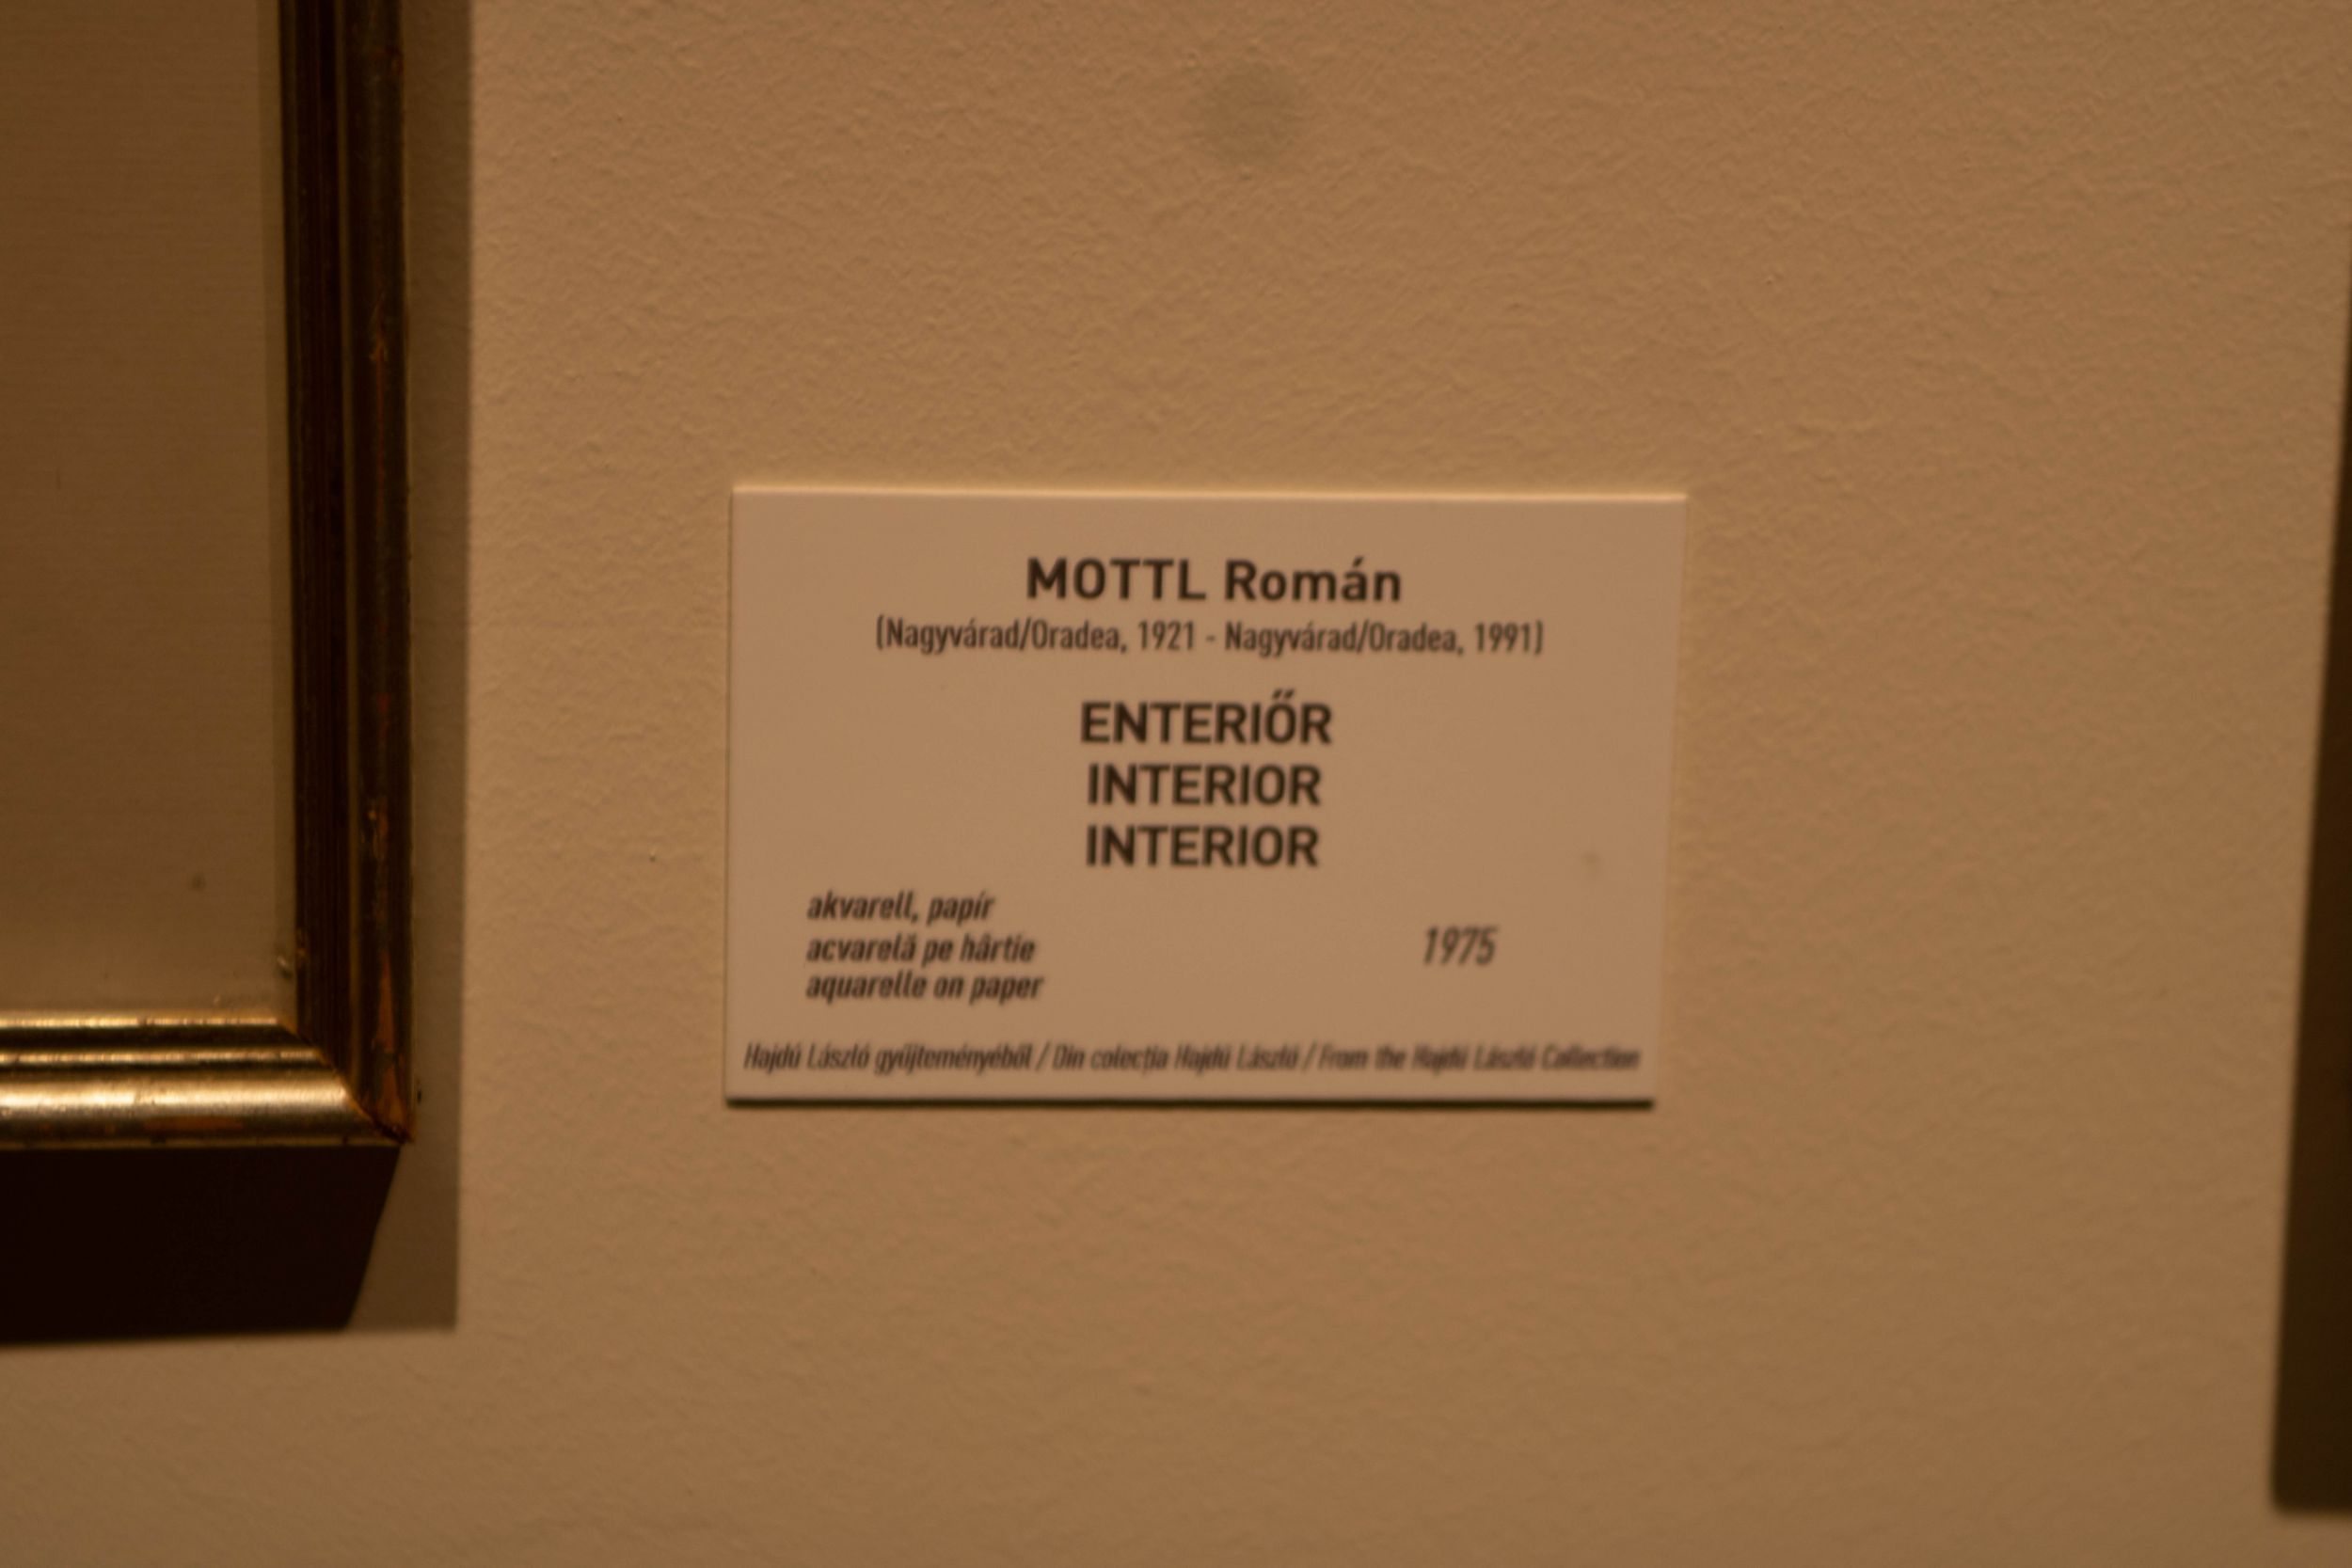 MOTTL Román
(Nagyvárad/Oradea, 1921 - Nagyvárad/Oradea, 1991)
ENTERIŐR
INTERIOR
INTERIOR
akvarell, papír
acvarelă pe hârtie
aquarelle on paper
1975
Hajdú László gyűjteményéből / Din colecția Hajdú László / From the Hajdú László Collection